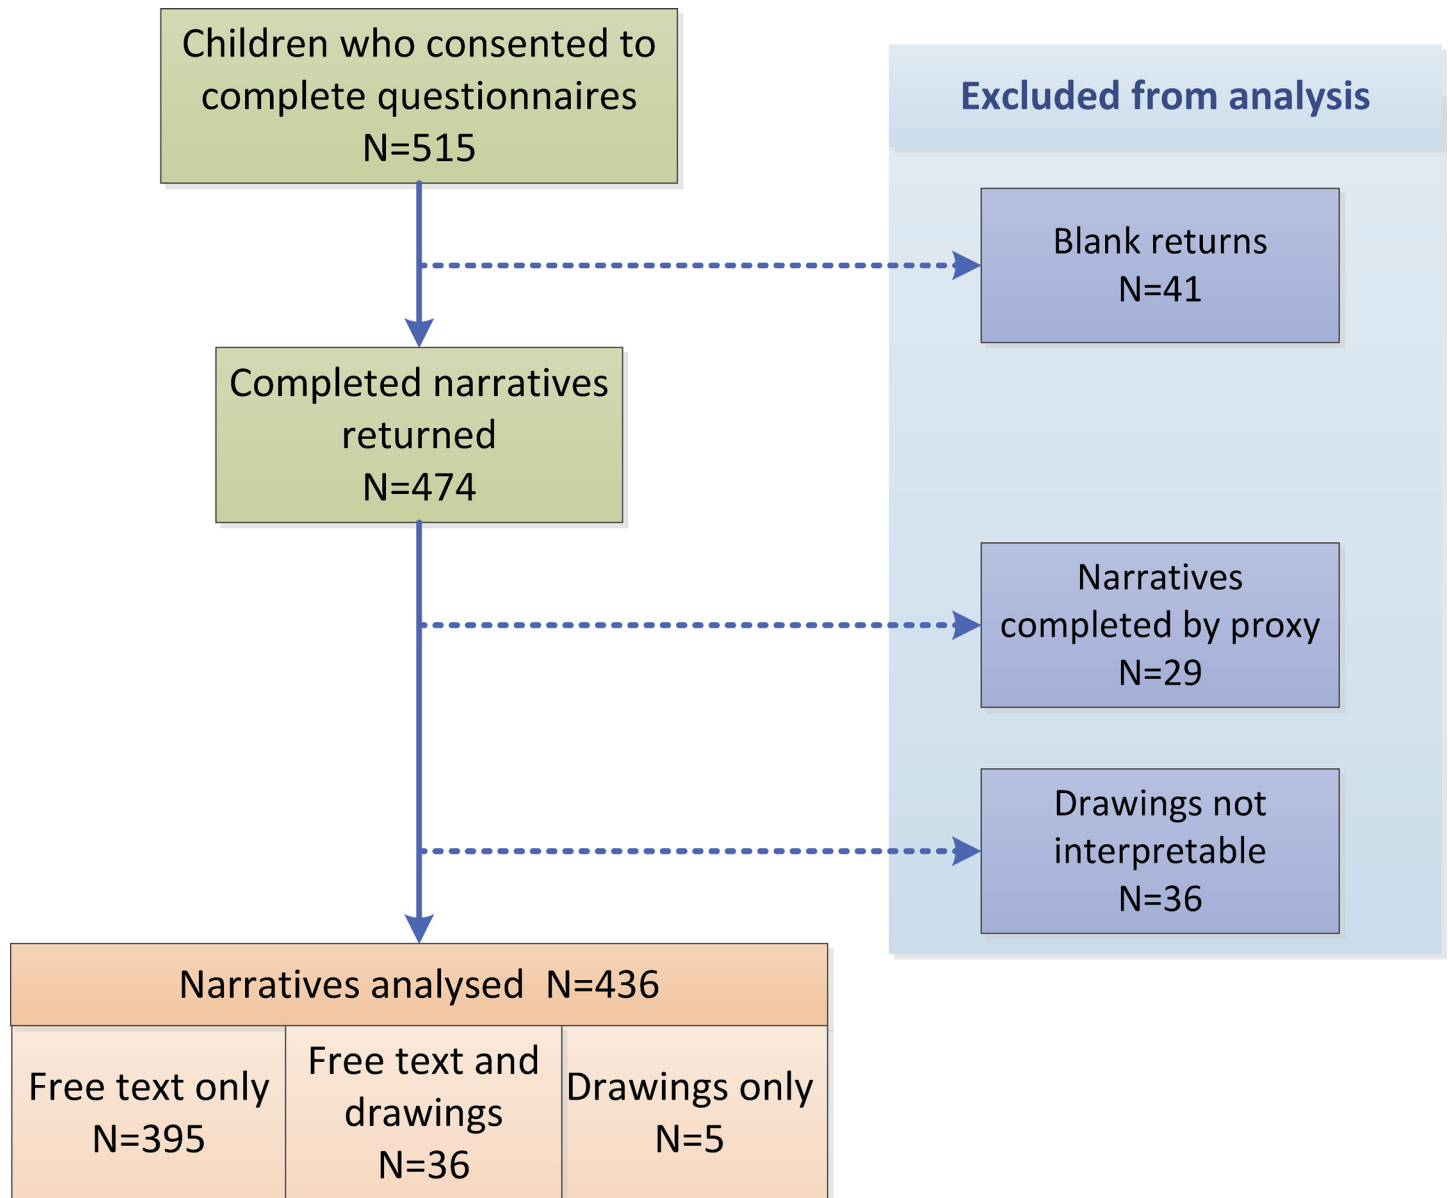 Children who consented to
complete questionnaires
N=515
Excluded from analysis
Blank returns
N=41
Completed narratives
returned
N=474
Narratives
completed by proxy
N=29
Drawings not
interpretable
N=36
Narratives analysed  N=436
Free text only
N=395
Free text and
drawings
N=36
Drawings only
N=5